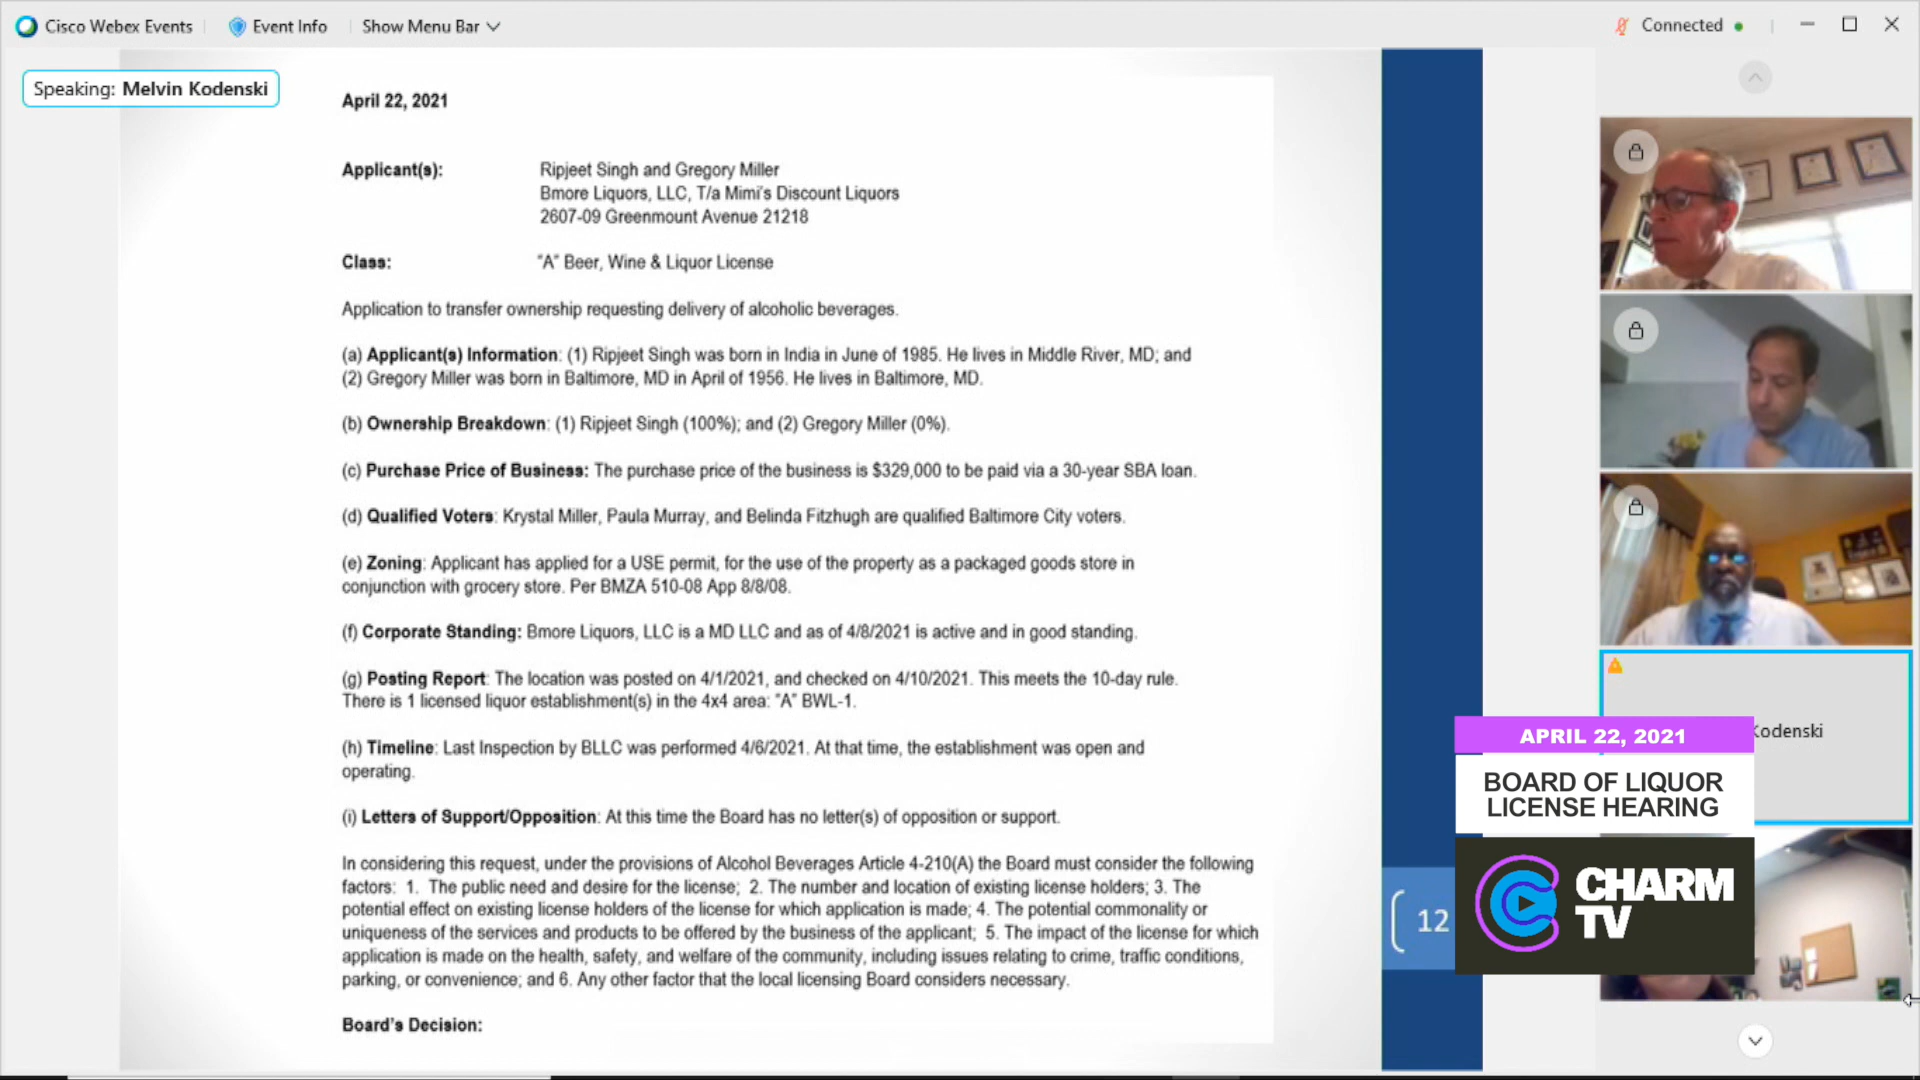 Cisco Webex Events
Event Info
Show Menu Bar
Connected
Speaking: Melvin Kodenski
April 22, 2021
Applicant(s):
Ripjeet Singh and Gregory Miller
Bmore Liquors, LLC, T/a Mimi's Discount Liquors
2607-09 Greenmount Avenue 21218
Class:
"A" Beer, Wine & Liquor License
Application to transfer ownership requesting delivery of alcoholic beverages.
(a) Applicant(s) Information: (1) Ripjeet Singh was born in India in June of 1985. He lives in Middle River, MD; and
(2) Gregory Miller was born in Baltimore, MD in April of 1956. He lives in Baltimore, MD.
(b) Ownership Breakdown: (1) Ripjeet Singh (100%); and (2) Gregory Miller (0%).
(c) Purchase Price of Business: The purchase price of the business is $329,000 to be paid via a 30-year SBA loan.
(d) Qualified Voters: Krystal Miller, Paula Murray, and Belinda Fitzhugh are qualified Baltimore City voters.
(e) Zoning: Applicant has applied for a USE permit, for the use of the property as a packaged goods store in
conjunction with grocery store. Per BMZA 510-08 App 8/8/08.
(f) Corporate Standing: Bmore Liquors, LLC is a MD LLC and as of 4/8/2021 is active and in good standing.
(g) Posting Report: The location was posted on 4/1/2021, and checked on 4/10/2021. This meets the 10-day rule.
There is 1 licensed liquor establishment(s) in the 4x4 area: "A" BWL-1.
(h) Timeline: Last Inspection by BLLC was performed 4/6/2021. At that time, the establishment was open and
operating.
(i) Letters of Support/Opposition: At this time the Board has no letter(s) of opposition or support.
In considering this request, under the provisions of Alcohol Beverages Article 4-210(A) the Board must consider the following
factors: 1. The public need and desire for the license; 2. The number and location of existing license holders; 3. The
potential effect on existing license holders of the license for which application is made; 4. The potential commonality or
uniqueness of the services and products to be offered by the business of the applicant; 5. The impact of the license for which
application is made on the health, safety, and welfare of the community, including issues relating to crime, traffic conditions,
parking, or convenience; and 6. Any other factor that the local licensing Board considers necessary.
Board's Decision:
12
Kodenski
APRIL 22, 2021
BOARD OF LIQUOR
LICENSE HEARING
CHARM
TV